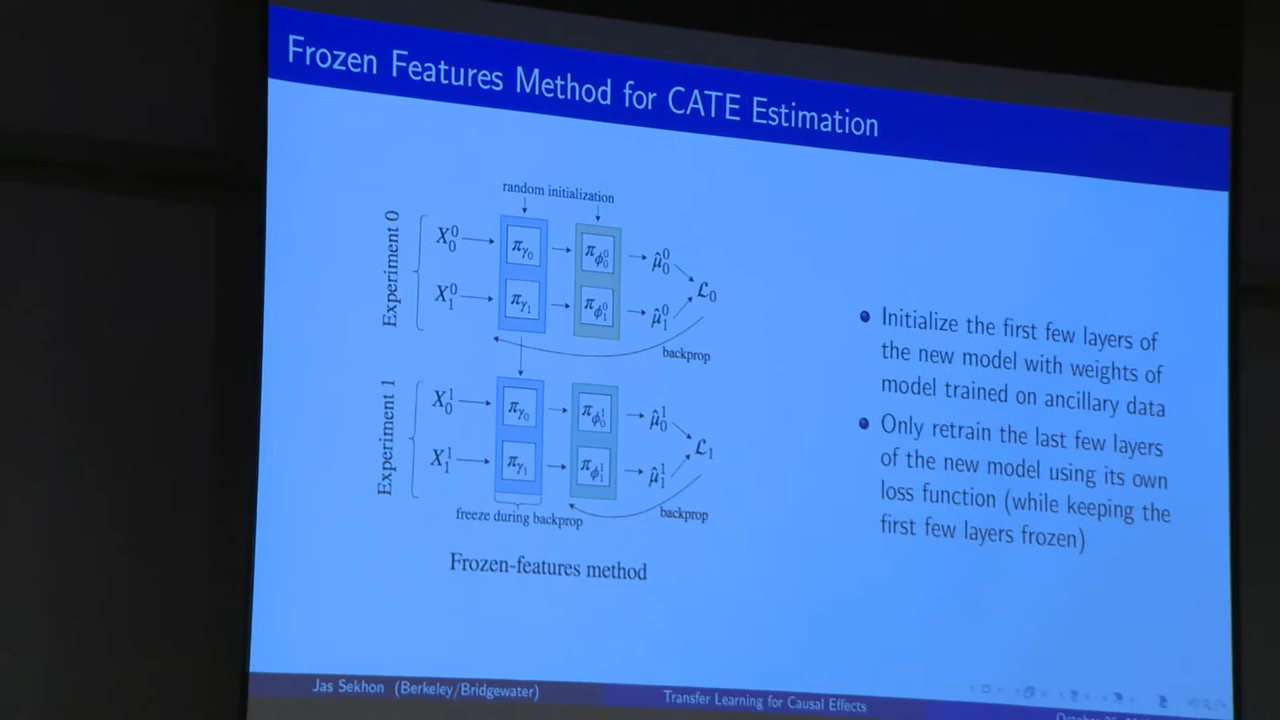 Frozen Features Method for CATE Estimation
random initialization
Experiment 0
X₀⁰ π_γ₀ π_ϕ₀⁰ μ̂₀⁰
ℒ₀
X₁⁰ π_γ₁ π_ϕ₁⁰ μ̂₁⁰
backprop
Experiment 1
X₀¹ π_γ₀ π_ϕ₀¹ μ̂₀¹
ℒ₁
X₁¹ π_γ₁ π_ϕ₁¹ μ̂₁¹
freeze during backprop
backprop
Frozen-features method
Initialize the first few layers of
the new model with weights of
model trained on ancillary data
Only retrain the last few layers
of the new model using its own
loss function (while keeping the
first few layers frozen)
Jas Sekhon (Berkeley/Bridgewater)
Transfer Learning for Causal Effects